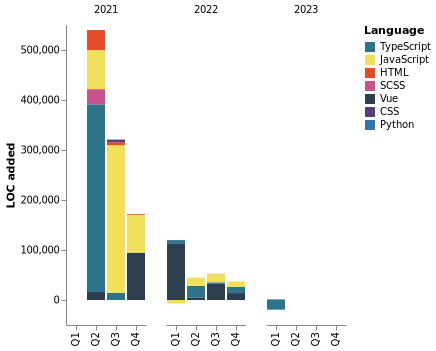 2021 2022 2023
Language
TypeScript
JavaScript
HTML
SCSS
Vue
CSS
Python
LOC added
500,000
400,000
300,000
200,000
100,000
0
Q1 Q2 Q3 Q4 Q1 Q2 Q3 Q4 Q1 Q2 Q3 Q4